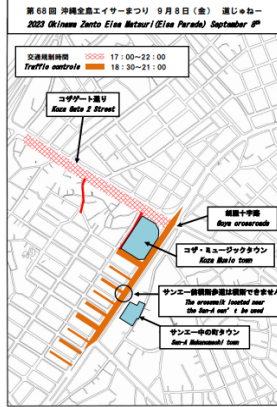 第68回 沖縄全島エイサーまつり 9月8日(金) 道じゅねー
2023 Okinawa Zento Eisa Matsuri(Eisa Parade) September 8th
交通規制時間
Traffic controls
17:00~22:00
18:30~21:00
コザゲート通り
Koza Gate 2 Street
胡屋十字路
Goya crossroads
コザ・ミュージックタウン
Koza Music town
サンエー前横断歩道は横断できません
The crosswalk located near
the San-A can't be used
サンエー中の町タウン
San-A Nakanomachi town